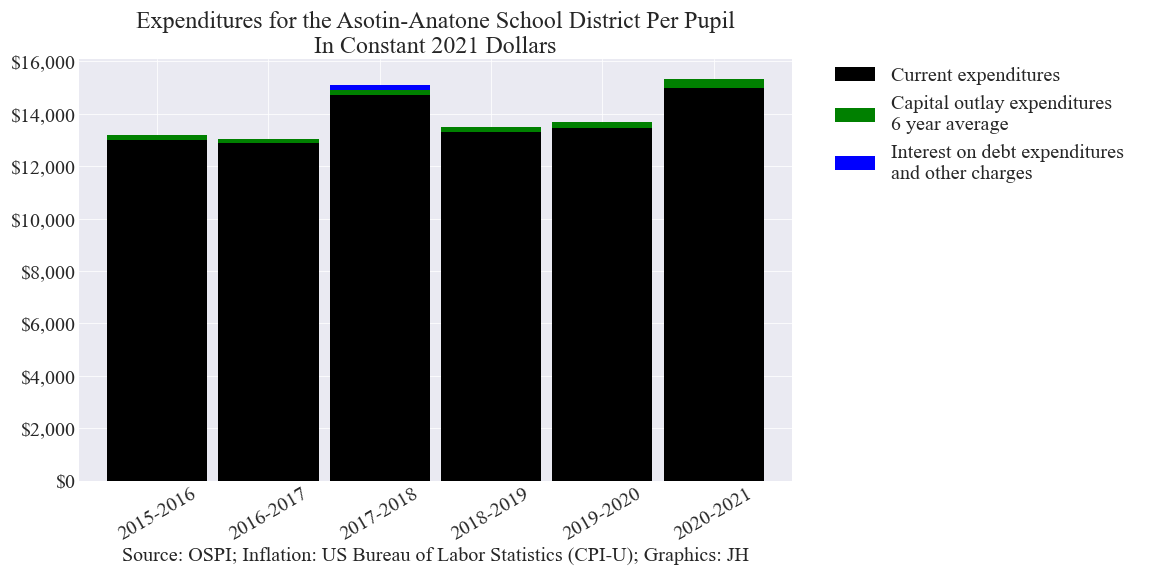 Expenditures for the Asotin-Anatone School District Per Pupil
In Constant 2021 Dollars
$16,000
$14,000
$12,000
$10,000
$8,000
$6,000
$4,000
$2,000
$0
2015-2016
2016-2017
2017-2018
2018-2019
2019-2020
2020-2021
Current expenditures
Capital outlay expenditures
6 year average
Interest on debt expenditures
and other charges
Source: OSPI; Inflation: US Bureau of Labor Statistics (CPI-U); Graphics: JH